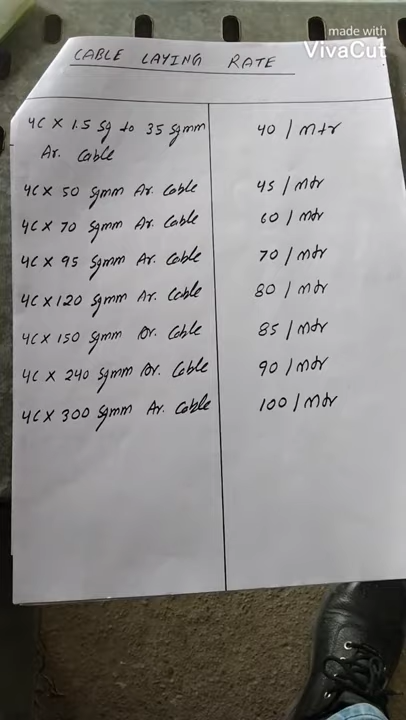 made with
VivaCut
CABLE LAYING RATE
4C X 1.5 Sq to 35 Sqmm 40 / mtr
Ar. Cable
4C X 50 Sqmm Ar. Cable 45 / Mtr
4C X 70 Sqmm Ar. Cable 60 / Mtr
4C X 95 Sqmm Ar. Cable 70 / Mtr
4C X 120 Sqmm Ar. Cable 80 / Mtr
4C X 150 Sqmm Ar. Cable 85 / Mtr
4C X 240 Sqmm Ar. Cable 90 / Mtr
4C X 300 Sqmm Ar. Cable 100 / Mtr